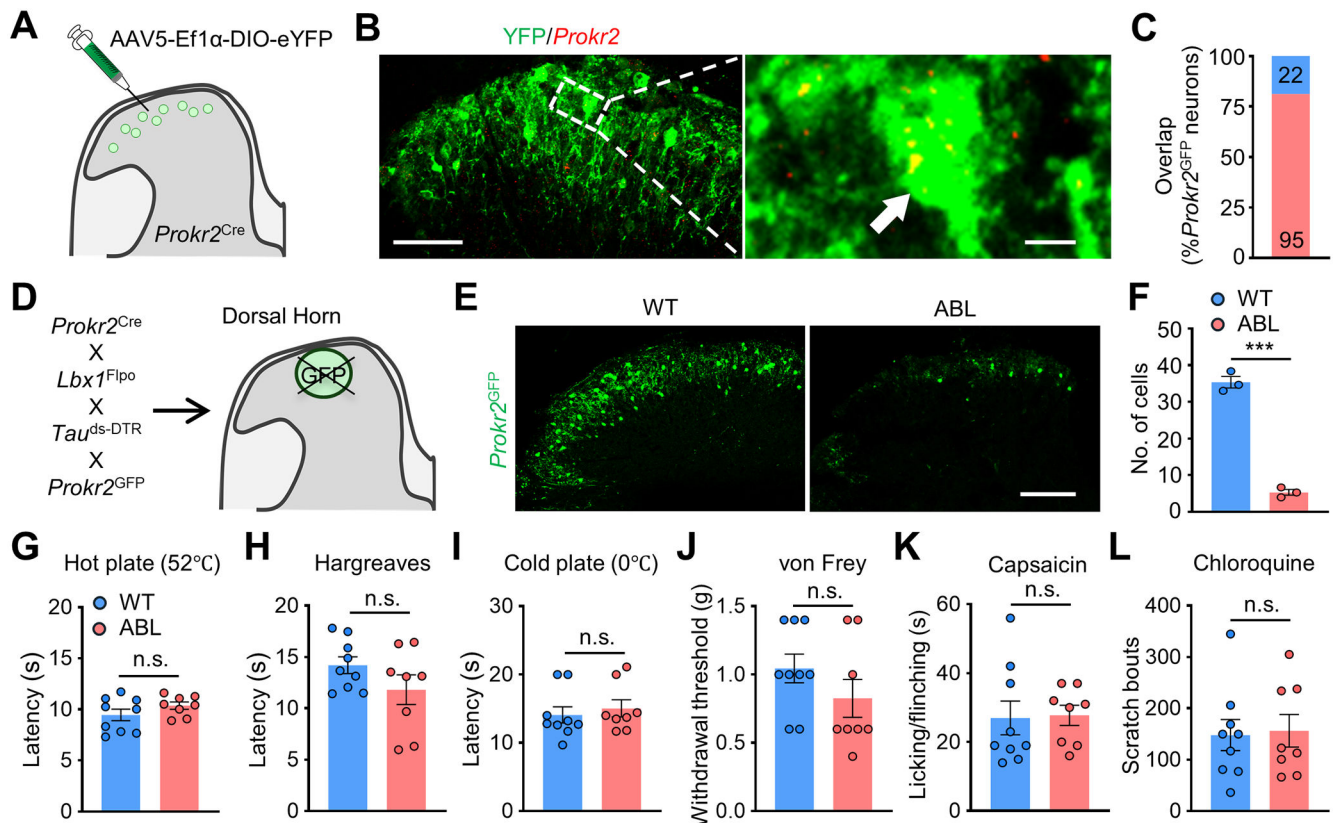 A
AAV5-Ef1α-DIO-eYFP
Prokr2Cre
B
YFP/Prokr2
C
Overlap
(%Prokr2GFP neurons)
100
75
50
25
0
22
95
D
Prokr2Cre
X
Lbx1Flpo
X
Tauds-DTR
X
Prokr2GFP
Dorsal Horn
GFP
E
WT
ABL
Prokr2GFP
F
WT
ABL
No. of cells
50
40
30
20
10
0
***
G
Hot plate (52℃)
WT
ABL
Latency (s)
20
15
10
5
0
n.s.
H
Hargreaves
Latency (s)
20
15
10
5
0
n.s.
I
Cold plate (0℃)
Latency (s)
30
20
10
0
n.s.
J
von Frey
Withdrawal threshold (g)
1.5
1.0
0.5
0.0
n.s.
K
Capsaicin
Licking/flinching (s)
60
40
20
0
n.s.
L
Chloroquine
Scratch bouts
400
300
200
100
0
n.s.